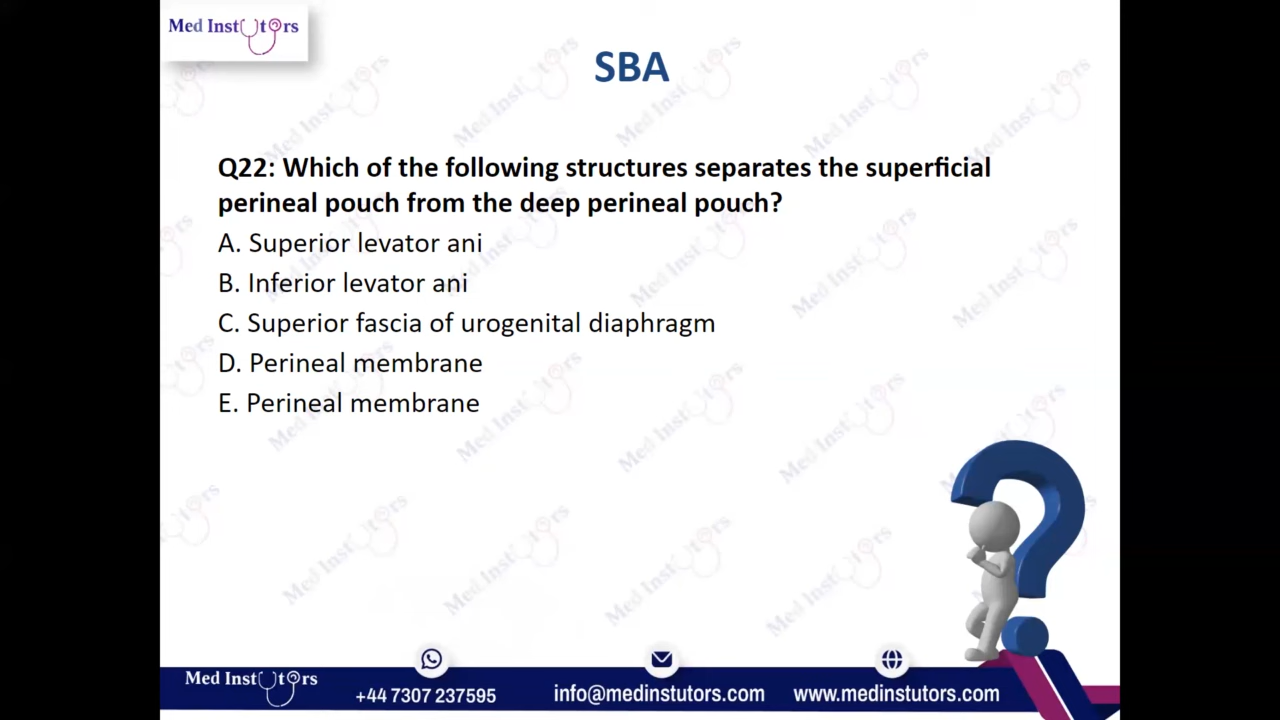 Med Instutors
SBA
Q22: Which of the following structures separates the superficial
perineal pouch from the deep perineal pouch?
A. Superior levator ani
B. Inferior levator ani
C. Superior fascia of urogenital diaphragm
D. Perineal membrane
E. Perineal membrane
Med Instutors
+44 7307 237595
info@medinstutors.com
www.medinstutors.com